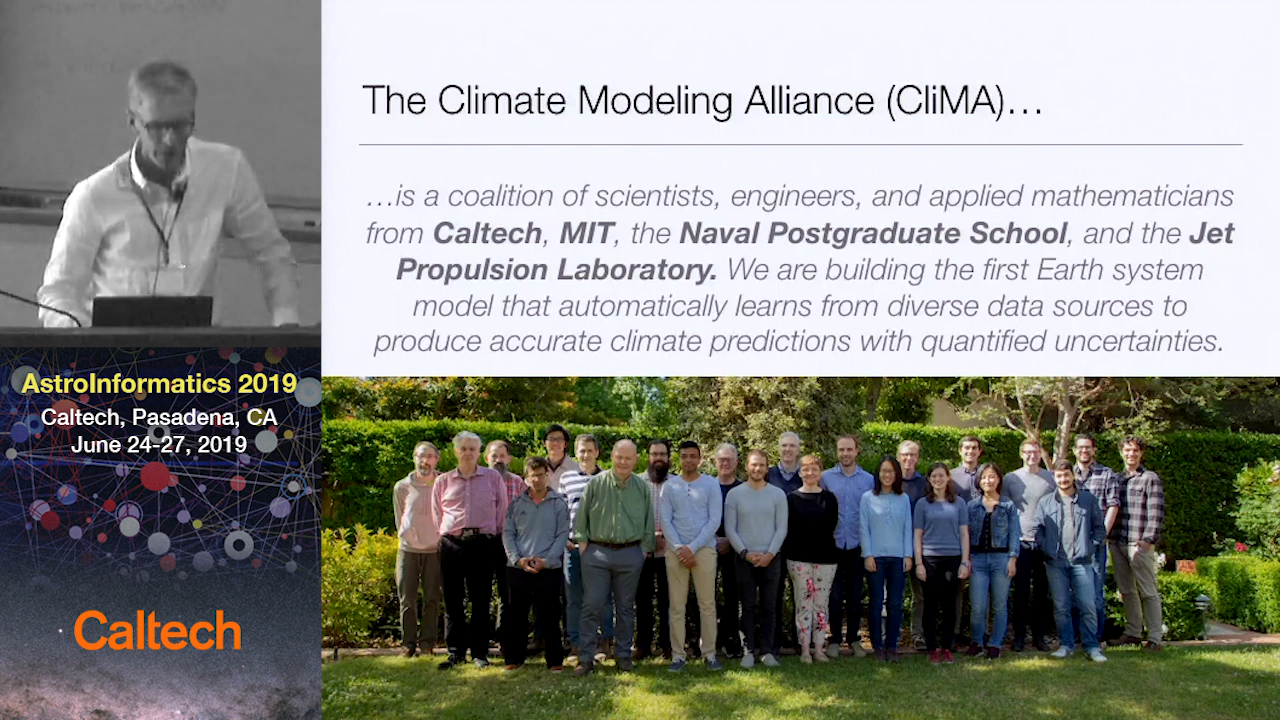 The Climate Modeling Alliance (CliMA)…
…is a coalition of scientists, engineers, and applied mathematicians
from Caltech, MIT, the Naval Postgraduate School, and the Jet
Propulsion Laboratory. We are building the first Earth system
model that automatically learns from diverse data sources to
produce accurate climate predictions with quantified uncertainties.
AstroInformatics 2019
Caltech, Pasadena, CA
June 24-27, 2019
Caltech